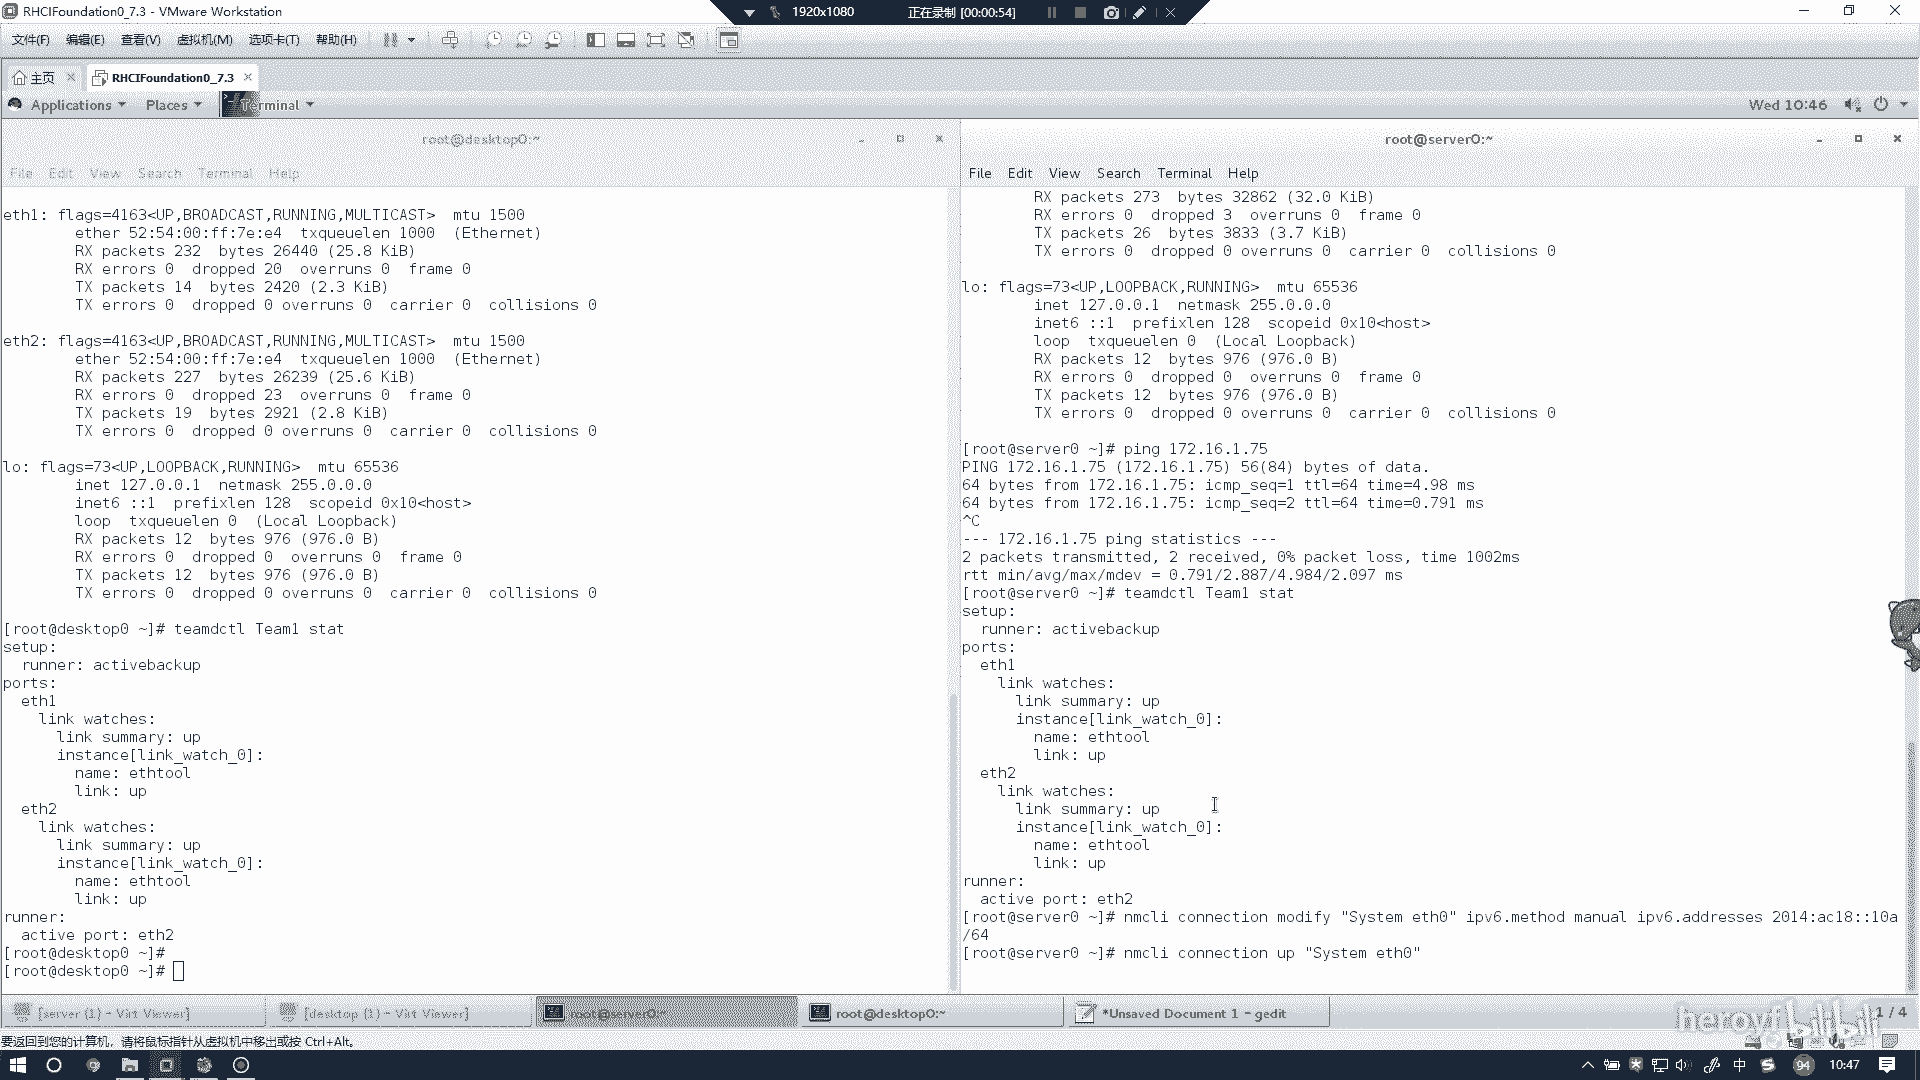 RHCIFoundation0_7.3 - VMware Workstation
1920x1080
正在录制 [00:00:54]
文件(F) 编辑(E) 查看(V) 虚拟机(M) 选项卡(T) 帮助(H)
主页
RHCIFoundation0_7.3
Applications Places Terminal
Wed 10:46
root@desktop0:~
File Edit View Search Terminal Help
eth1: flags=4163<UP,BROADCAST,RUNNING,MULTICAST>  mtu 1500
ether 52:54:00:ff:7e:e4  txqueuelen 1000  (Ethernet)
RX packets 232  bytes 26440 (25.8 KiB)
RX errors 0  dropped 20  overruns 0  frame 0
TX packets 14  bytes 2420 (2.3 KiB)
TX errors 0  dropped 0 overruns 0  carrier 0  collisions 0
eth2: flags=4163<UP,BROADCAST,RUNNING,MULTICAST>  mtu 1500
ether 52:54:00:ff:7e:e4  txqueuelen 1000  (Ethernet)
RX packets 227  bytes 26239 (25.6 KiB)
RX errors 0  dropped 23  overruns 0  frame 0
TX packets 19  bytes 2921 (2.8 KiB)
TX errors 0  dropped 0 overruns 0  carrier 0  collisions 0
lo: flags=73<UP,LOOPBACK,RUNNING>  mtu 65536
inet 127.0.0.1  netmask 255.0.0.0
inet6 ::1  prefixlen 128  scopeid 0x10<host>
loop  txqueuelen 0  (Local Loopback)
RX packets 12  bytes 976 (976.0 B)
RX errors 0  dropped 0  overruns 0  frame 0
TX packets 12  bytes 976 (976.0 B)
TX errors 0  dropped 0 overruns 0  carrier 0  collisions 0
[root@desktop0 ~]# teamdctl Team1 stat
setup:
runner: activebackup
ports:
eth1
link watches:
link summary: up
instance[link_watch_0]:
name: ethtool
link: up
eth2
link watches:
link summary: up
instance[link_watch_0]:
name: ethtool
link: up
runner:
active port: eth2
[root@desktop0 ~]#
[root@desktop0 ~]#
root@server0:~
File Edit View Search Terminal Help
RX packets 273  bytes 32862 (32.0 KiB)
RX errors 0  dropped 3  overruns 0  frame 0
TX packets 26  bytes 3833 (3.7 KiB)
TX errors 0  dropped 0 overruns 0  carrier 0  collisions 0
lo: flags=73<UP,LOOPBACK,RUNNING>  mtu 65536
inet 127.0.0.1  netmask 255.0.0.0
inet6 ::1  prefixlen 128  scopeid 0x10<host>
loop  txqueuelen 0  (Local Loopback)
RX packets 12  bytes 976 (976.0 B)
RX errors 0  dropped 0  overruns 0  frame 0
TX packets 12  bytes 976 (976.0 B)
TX errors 0  dropped 0 overruns 0  carrier 0  collisions 0
[root@server0 ~]# ping 172.16.1.75
PING 172.16.1.75 (172.16.1.75) 56(84) bytes of data.
64 bytes from 172.16.1.75: icmp_seq=1 ttl=64 time=4.98 ms
64 bytes from 172.16.1.75: icmp_seq=2 ttl=64 time=0.791 ms
^C
--- 172.16.1.75 ping statistics ---
2 packets transmitted, 2 received, 0% packet loss, time 1002ms
rtt min/avg/max/mdev = 0.791/2.887/4.984/2.097 ms
[root@server0 ~]# teamdctl Team1 stat
setup:
runner: activebackup
ports:
eth1
link watches:
link summary: up
instance[link_watch_0]:
name: ethtool
link: up
eth2
link watches:
link summary: up
instance[link_watch_0]:
name: ethtool
link: up
runner:
active port: eth2
[root@server0 ~]# nmcli connection modify "System eth0" ipv6.method manual ipv6.addresses 2014:ac18::10a
/64
[root@server0 ~]# nmcli connection up "System eth0"
[server (1) - Virt Viewer]
[desktop (1) - Virt Viewer]
root@server0:~
root@desktop0:~
*Unsaved Document 1 - gedit
1 / 4
bilibili
要返回到您的计算机，请将鼠标指针从虚拟机中移出或按 Ctrl+Alt。
中
94
10:47